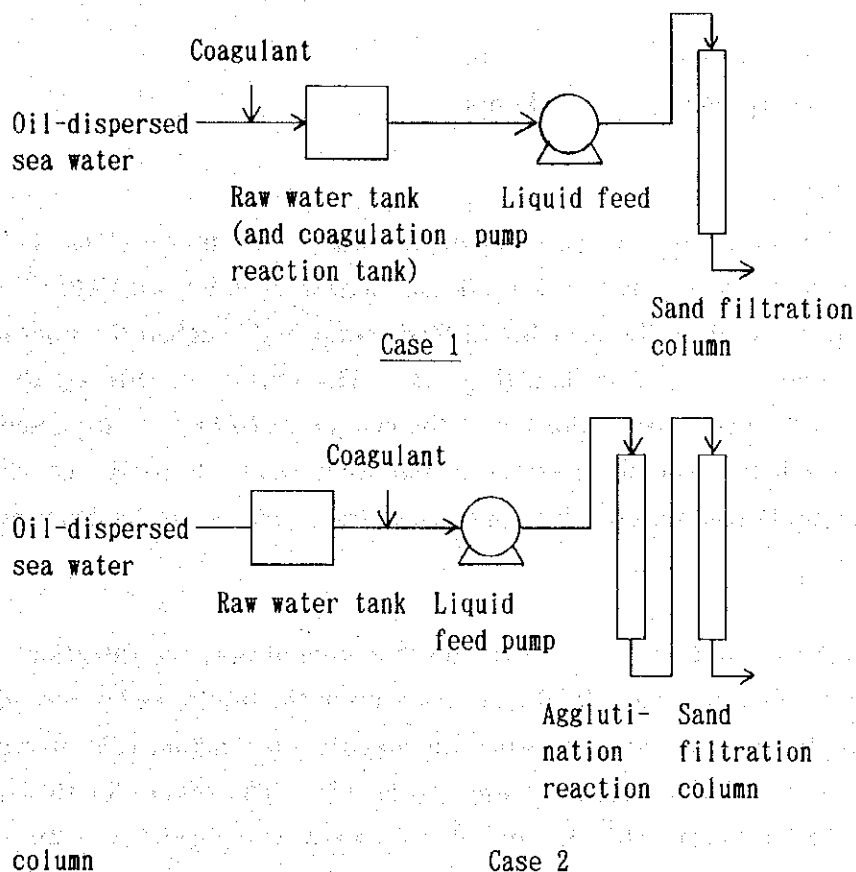 Coagulant
Oil-dispersed
sea water
Raw water tank
(and coagulation
reaction tank)
Liquid feed
pump
Sand filtration
column
Case 1
Coagulant
Oil-dispersed
sea water
Raw water tank
Liquid
feed pump
Aggluti-
nation
reaction
Sand
filtration
column
column
Case 2